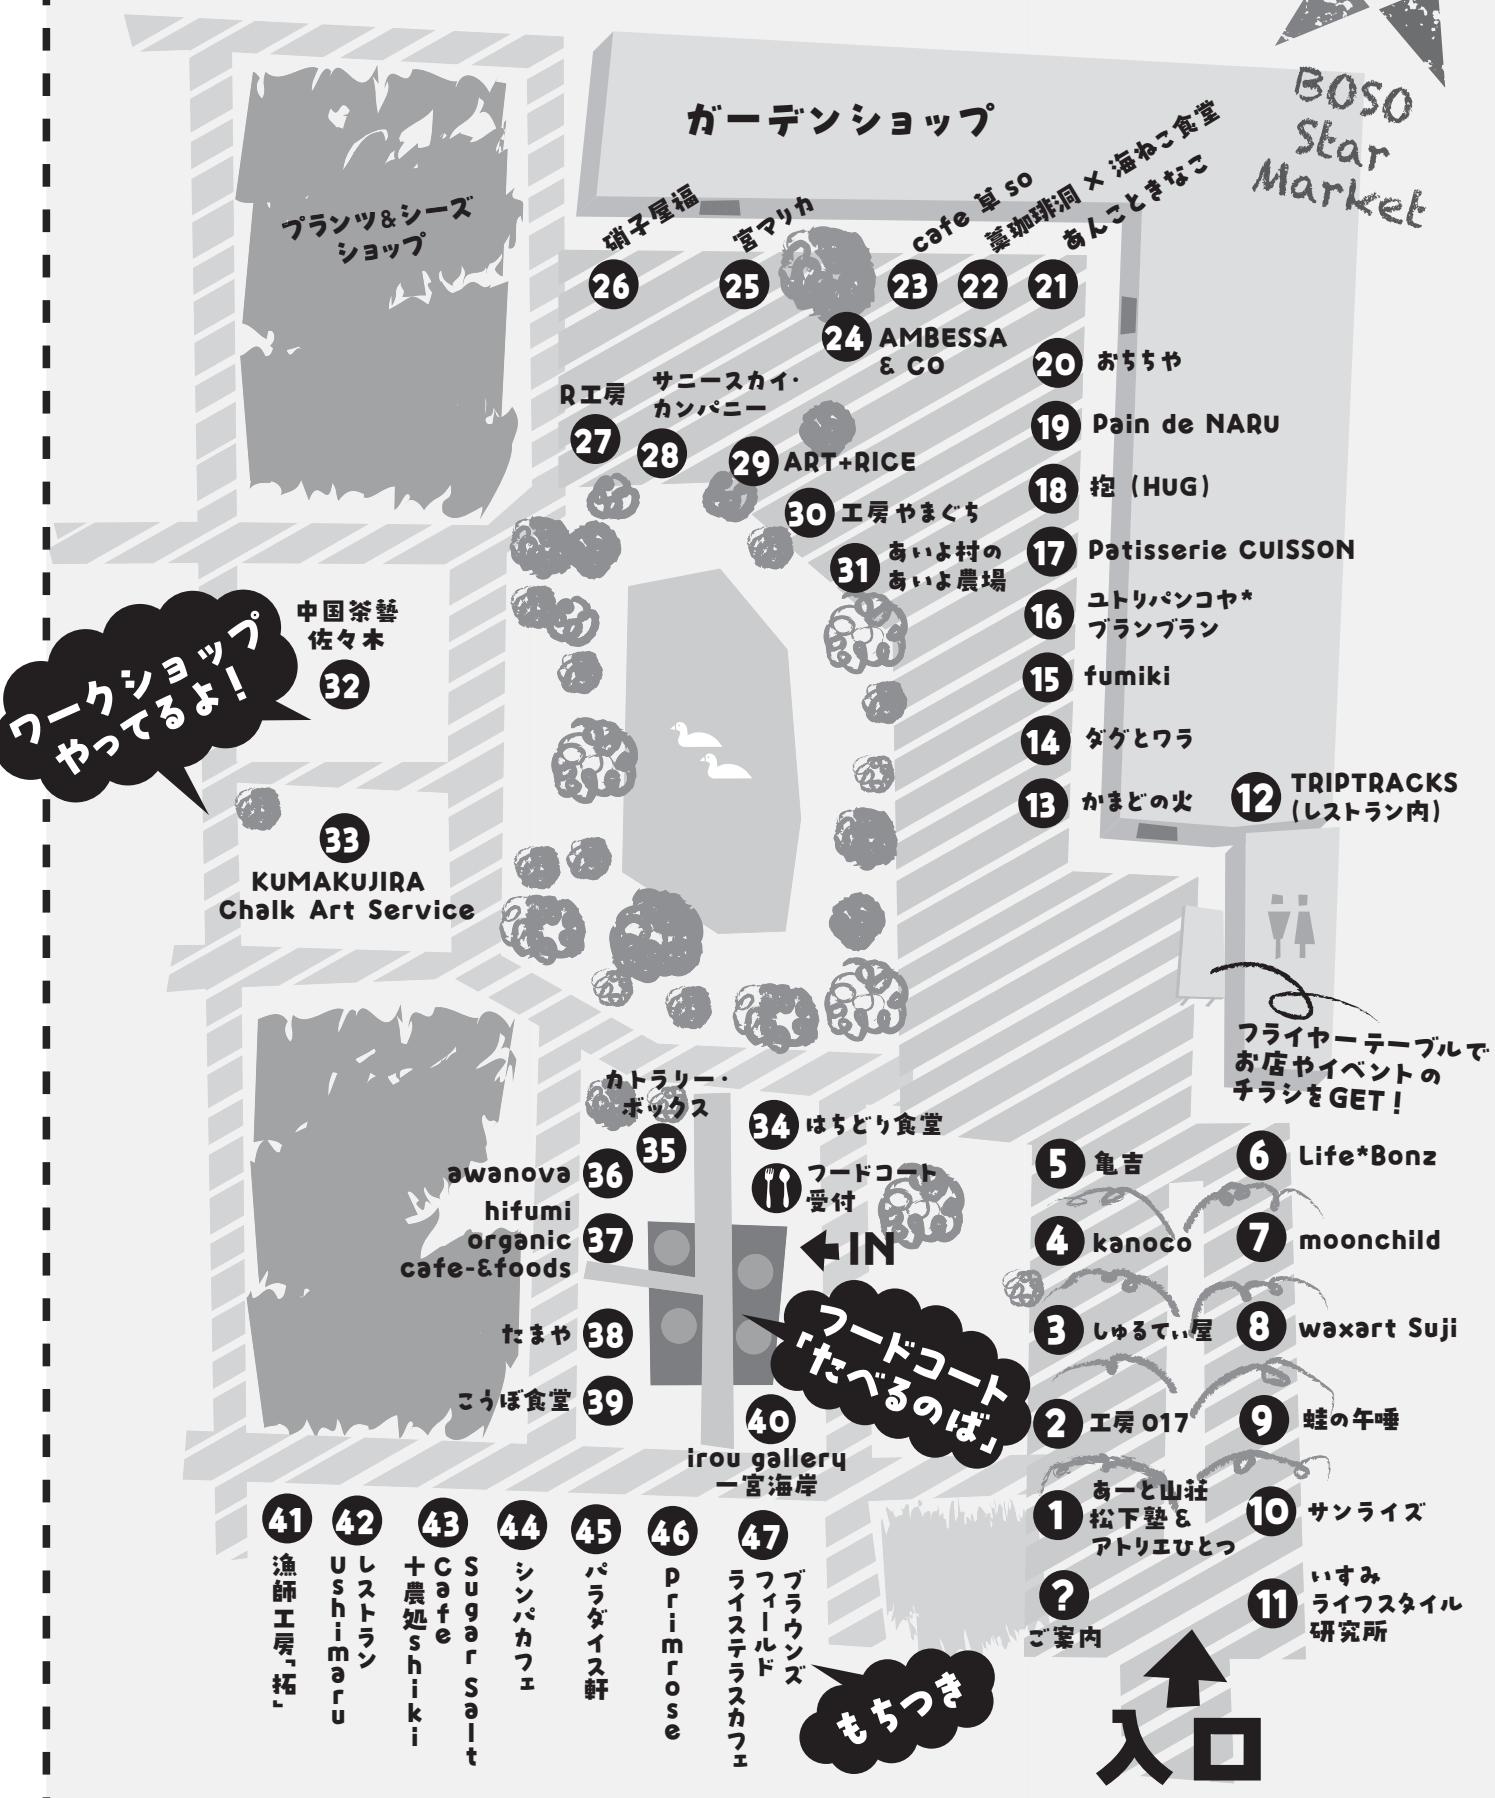 BOSO
Star
Market
ガーデンショップ
プランツ&シーズ
ショップ
硝子屋福
26
宮マリカ
25
cafe 草 so
23
藁珈琲洞 × 海ねこ食堂
22
あんこときなこ
21
24 AMBESSA
& CO
20 おちちや
R工房
27
サニースカイ・
カンパニー
28
29 ART+RICE
19 Pain de NARU
30 工房やまぐち
18 抱（HUG）
31 あいよ村の
あいよ農場
17 Patisserie CUISSON
16 ユトリパンコヤ*
ブランブラン
15 fumiki
14 ダグとワラ
13 かまどの火
12 TRIPTRACKS
（レストラン内）
中国茶藝
佐々木
32
ワークショップ
やってるよ！
33
KUMAKUJIRA
Chalk Art Service
フライヤーテーブルで
お店やイベントの
チラシをGET！
カトラリー・
ボックス
35
34 はちどり食堂
フードコート
受付
IN
awanova 36
hifumi
organic
cafe-&foods
37
たまや 38
こうぼ食堂 39
フードコート
「たべるのば」
40
irou gallery
一宮海岸
5 亀吉
6 Life*Bonz
4 kanoco
7 moonchild
3 しゅるてぃ屋
8 waxart Suji
2 工房 017
9 蛙の午睡
1 あーと山荘
松下塾 &
アトリエひとつ
10 サンライズ
? ご案内
11 いすみ
ライフスタイル
研究所
41
漁師工房「拓」
42
レストラン
Ushimaru
43
Sugar Salt
Cafe
+農処shiki
44
シンパカフェ
45
パラダイス軒
46
primrose
47
ブラウンズ
フィールド
ライステラスカフェ
もちつき
入口